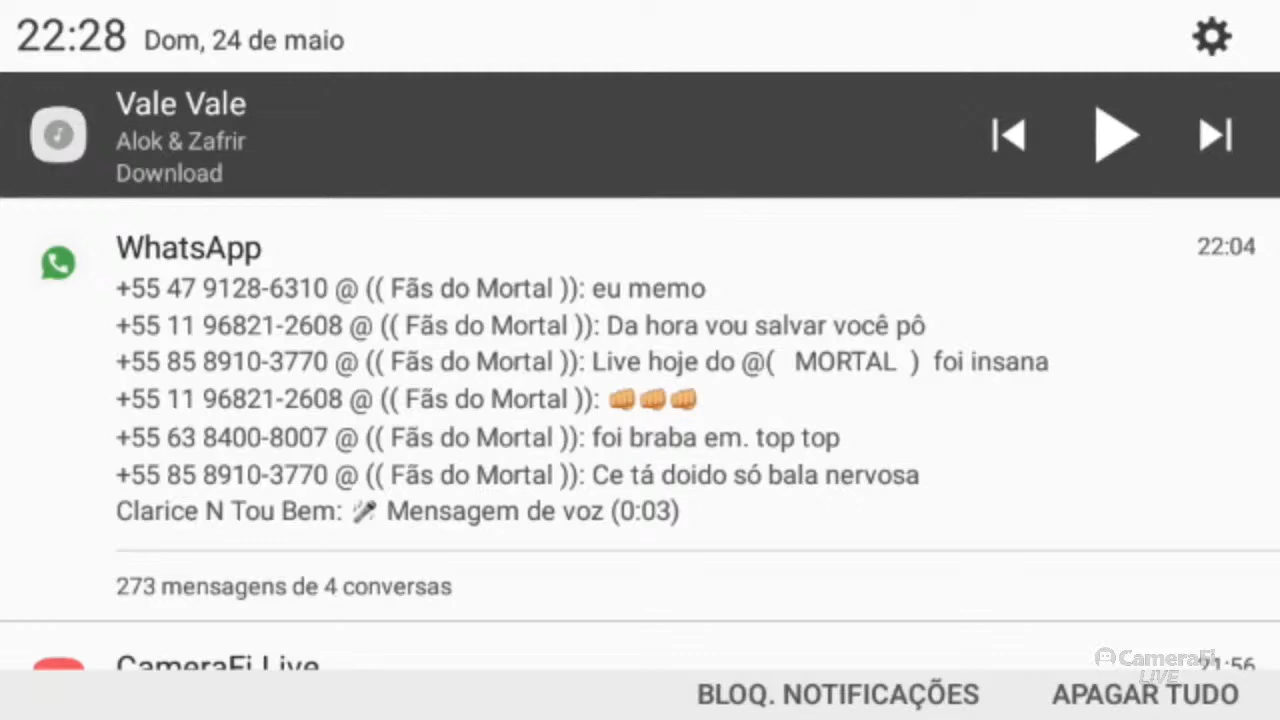 22:28 Dom, 24 de maio
Vale Vale
Alok & Zafrir
Download
WhatsApp 22:04
+55 47 9128-6310 @ (( Fãs do Mortal )): eu memo
+55 11 96821-2608 @ (( Fãs do Mortal )): Da hora vou salvar você pô
+55 85 8910-3770 @ (( Fãs do Mortal )): Live hoje do @( MORTAL ) foi insana
+55 11 96821-2608 @ (( Fãs do Mortal )): 👊👊👊
+55 63 8400-8007 @ (( Fãs do Mortal )): foi braba em. top top
+55 85 8910-3770 @ (( Fãs do Mortal )): Ce tá doido só bala nervosa
Clarice N Tou Bem: 🎤 Mensagem de voz (0:03)
273 mensagens de 4 conversas
CameraFi Live 21:56
CameraFi
LIVE
BLOQ. NOTIFICAÇÕES APAGAR TUDO